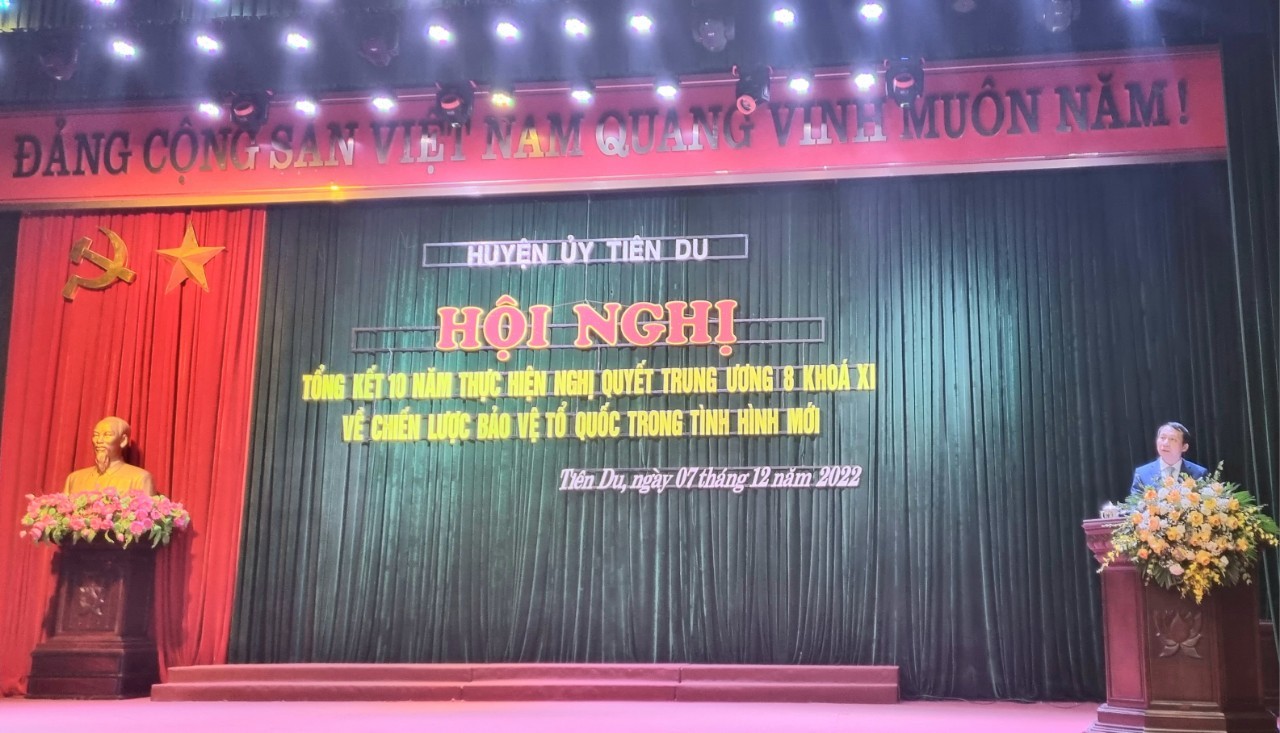 ĐẢNG CỘNG SẢN VIỆT NAM QUANG VINH MUÔN NĂM!
HUYỆN ỦY TIÊN DU
HỘI NGHỊ
TỔNG KẾT 10 NĂM THỰC HIỆN NGHỊ QUYẾT TRUNG ƯƠNG 8 KHOÁ XI
VỀ CHIẾN LƯỢC BẢO VỆ TỔ QUỐC TRONG TÌNH HÌNH MỚI
Tiên Du, ngày 07 tháng 12 năm 2022